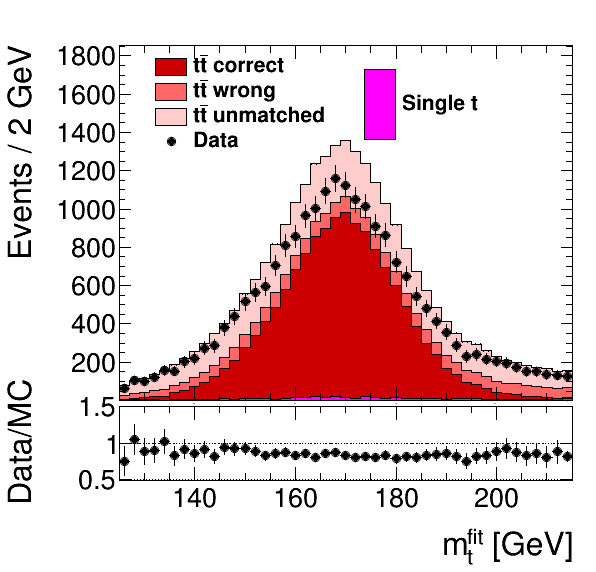 Events / 2 GeV
1800
1600
1400
1200
1000
800
600
400
200
tt̄ correct
tt̄ wrong
tt̄ unmatched
Data
Single t
Data/MC
1.5
1
0.5
140 160 180 200
m_t^fit [GeV]